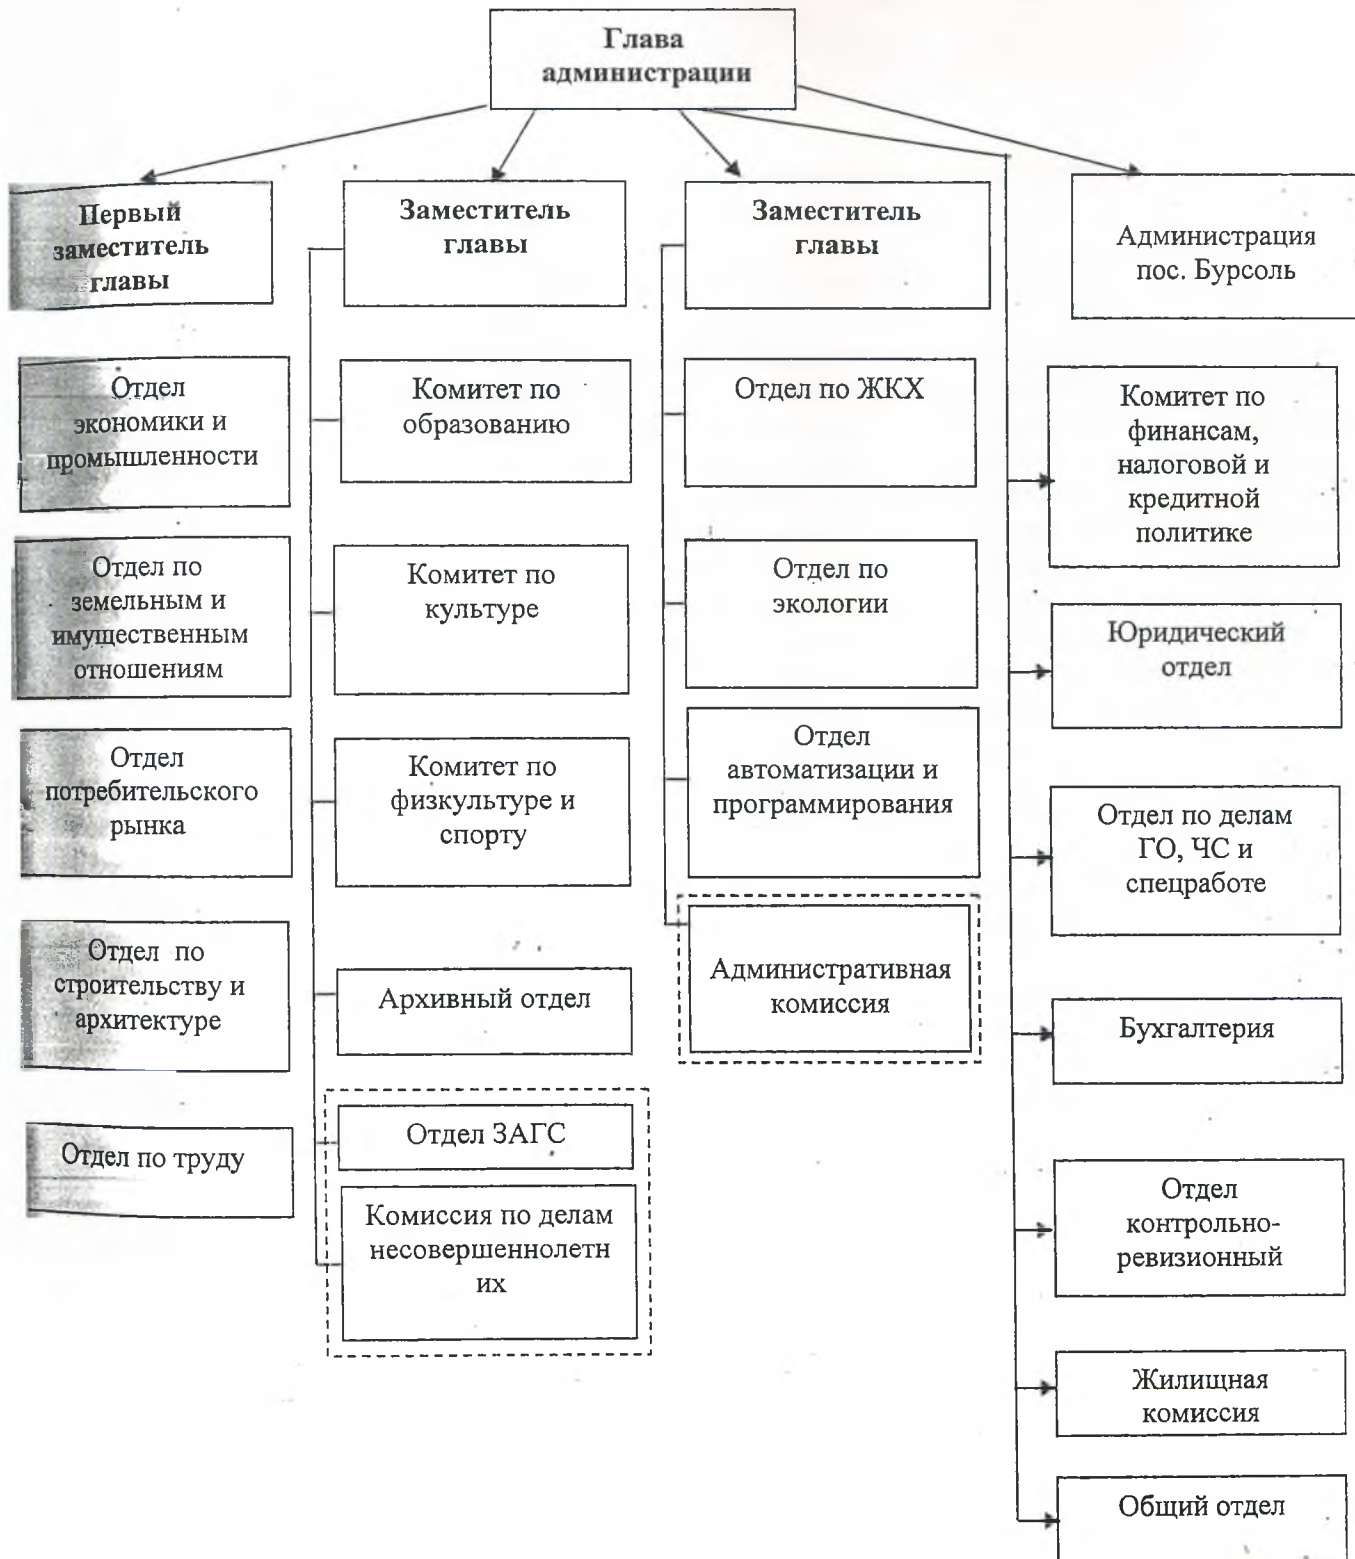 Глава
администрации
Первый
заместитель
главы
Заместитель
главы
Заместитель
главы
Администрация
пос. Бурсоль
Отдел
экономики и
промышленности
Отдел по
земельным и
имущественным
отношениям
Отдел
потребительского
рынка
Отдел по
строительству и
архитектуре
Отдел по труду
Комитет по
образованию
Комитет по
культуре
Комитет по
физкультуре и
спорту
Архивный отдел
Отдел ЗАГС
Комиссия по делам
несовершеннолетн
их
Отдел по ЖКХ
Отдел по
экологии
Отдел
автоматизации и
программирования
Административная
комиссия
Комитет по
финансам,
налоговой и
кредитной
политике
Юридический
отдел
Отдел по делам
ГО, ЧС и
спецработе
Бухгалтерия
Отдел
контрольно-
ревизионный
Жилищная
комиссия
Общий отдел